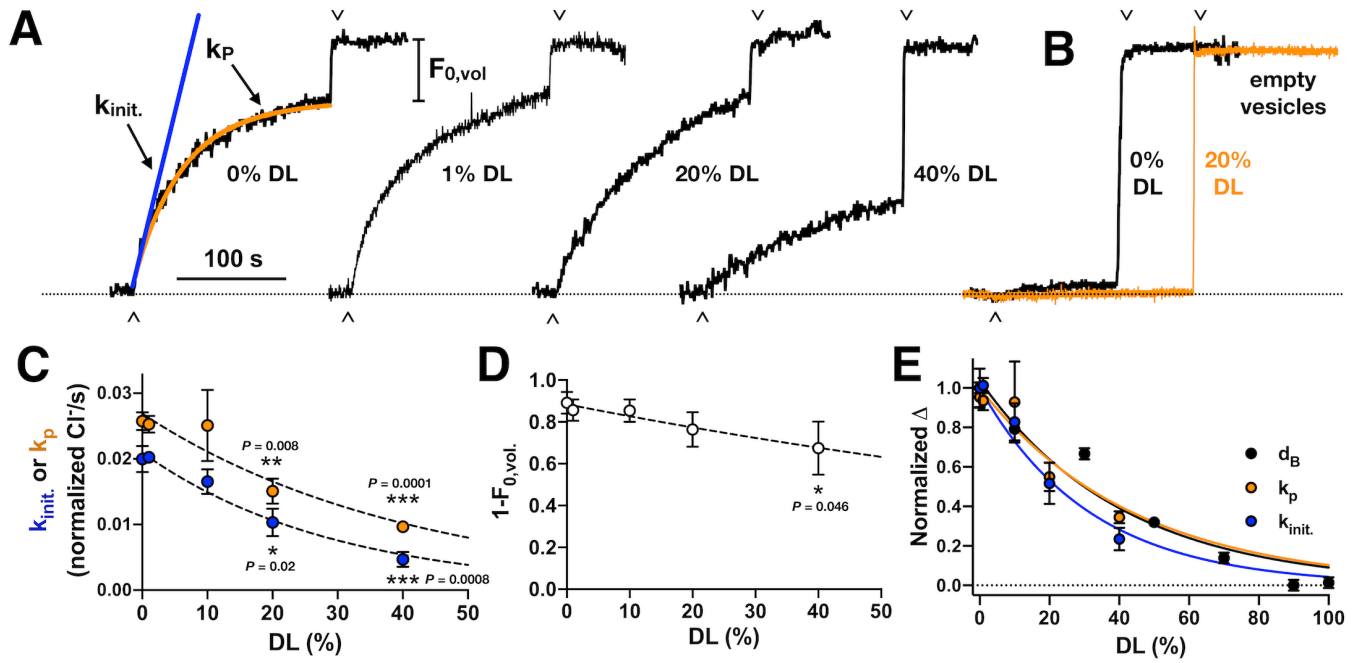 A
k_init.
k_P
F_0,vol
0% DL
1% DL
20% DL
40% DL
100 s
B
empty
vesicles
0%
DL
20%
DL
C
k_init. or k_p
(normalized Cl⁻/s)
0.03
0.02
0.01
0.00
P = 0.008
**
P = 0.0001
***
*
P = 0.02
*** P = 0.0008
0 10 20 30 40 50
DL (%)
D
1-F_0,vol.
1.0
0.8
0.6
0.4
0.2
0.0
*
P = 0.046
0 10 20 30 40 50
DL (%)
E
Normalized Δ
1.0
0.8
0.6
0.4
0.2
0.0
d_B
k_p
k_init.
0 20 40 60 80 100
DL (%)